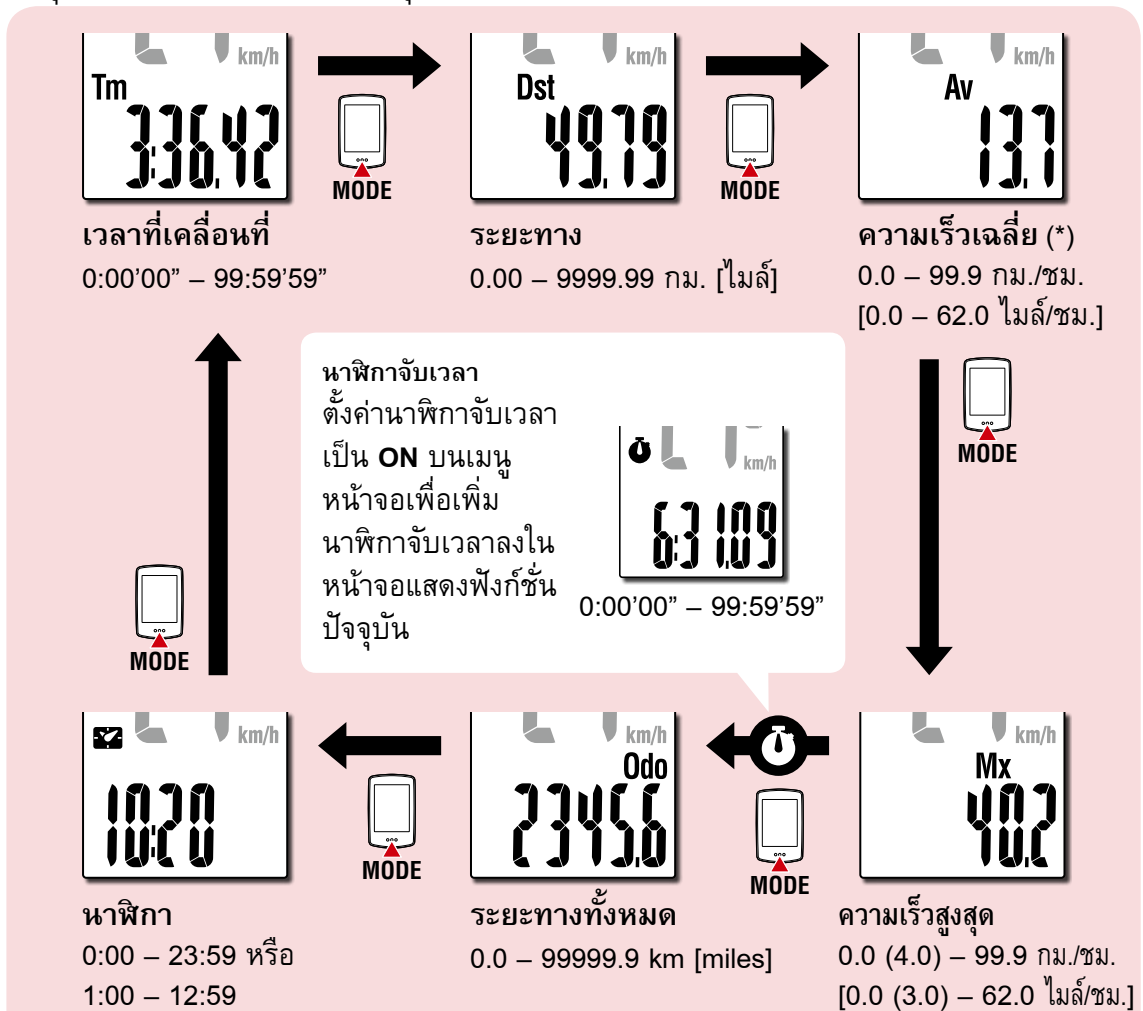 km/h
Tm
3:36.42
MODE
km/h
Dst
49.79
MODE
km/h
Av
13.7
เวลาที่เคลื่อนที่
0:00’00” – 99:59’59”
ระยะทาง
0.00 – 9999.99 กม. [ไมล์]
ความเร็วเฉลี่ย (*)
0.0 – 99.9 กม./ชม.
[0.0 – 62.0 ไมล์/ชม.]
MODE
นาฬิกาจับเวลา
ตั้งค่านาฬิกาจับเวลา
เป็น ON บนเมนู
หน้าจอเพื่อเพิ่ม
นาฬิกาจับเวลาลงใน
หน้าจอแสดงฟังก์ชั่น
ปัจจุบัน
km/h
6:31.09
0:00’00” – 99:59’59”
MODE
km/h
10:20
MODE
km/h
Odo
2345.6
MODE
km/h
Mx
40.2
นาฬิกา
0:00 – 23:59 หรือ
1:00 – 12:59
ระยะทางทั้งหมด
0.0 – 99999.9 km [miles]
ความเร็วสูงสุด
0.0 (4.0) – 99.9 กม./ชม.
[0.0 (3.0) – 62.0 ไมล์/ชม.]